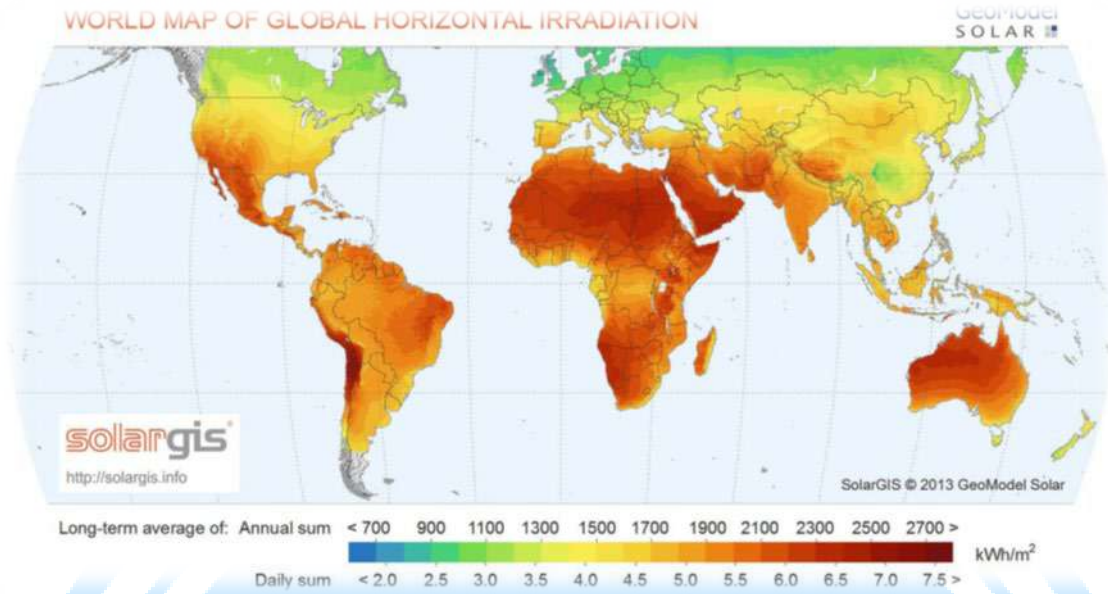 WORLD MAP OF GLOBAL HORIZONTAL IRRADIATION
GeoModel
SOLAR
solargis
http://solargis.info
SolarGIS © 2013 GeoModel Solar
Long-term average of: Annual sum < 700 900 1100 1300 1500 1700 1900 2100 2300 2500 2700 >
kWh/m²
Daily sum < 2.0 2.5 3.0 3.5 4.0 4.5 5.0 5.5 6.0 6.5 7.0 7.5 >